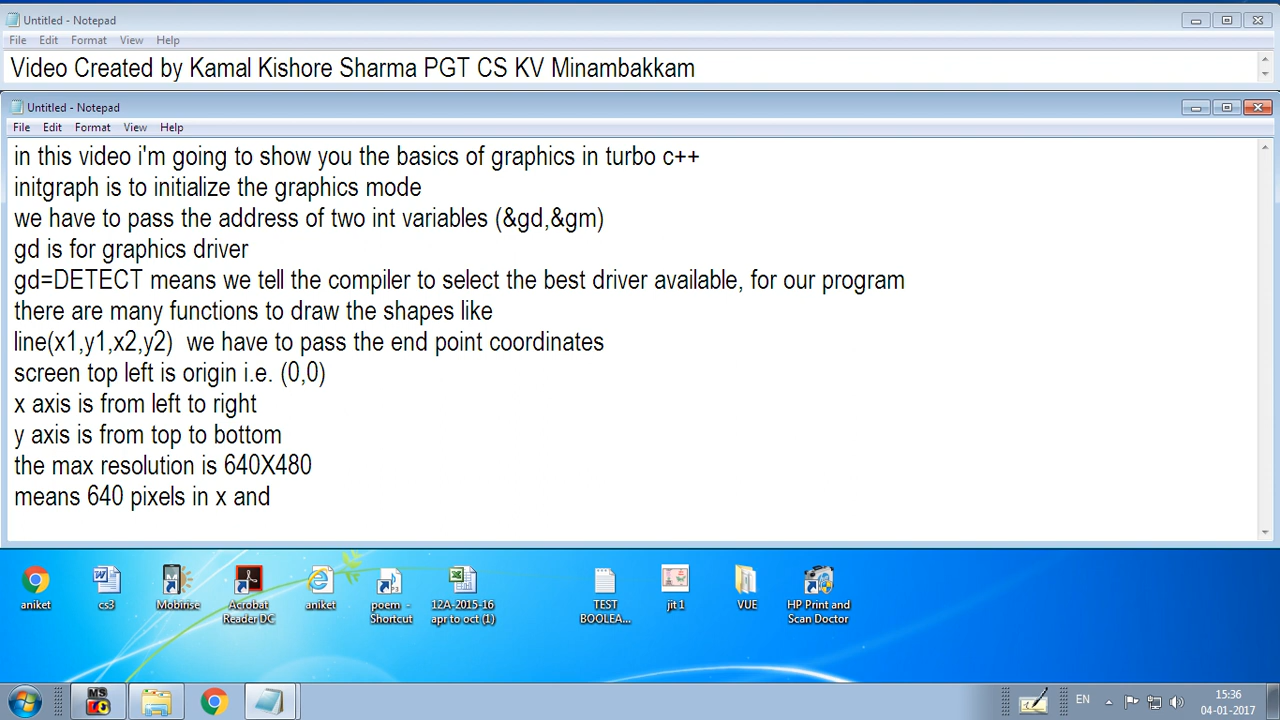 Untitled - Notepad
File Edit Format View Help
Video Created by Kamal Kishore Sharma PGT CS KV Minambakkam
Untitled - Notepad
File Edit Format View Help
in this video i'm going to show you the basics of graphics in turbo c++
initgraph is to initialize the graphics mode
we have to pass the address of two int variables (&gd,&gm)
gd is for graphics driver
gd=DETECT means we tell the compiler to select the best driver available, for our program
there are many functions to draw the shapes like
line(x1,y1,x2,y2)  we have to pass the end point coordinates
screen top left is origin i.e. (0,0)
x axis is from left to right
y axis is from top to bottom
the max resolution is 640X480
means 640 pixels in x and
aniket cs3 Mobirise Acrobat aniket poem - 12A-2015-16 TEST jit 1 VUE HP Print and
Reader DC Shortcut apr to oct (1) BOOLEA... Scan Doctor
MS EN 15:36
04-01-2017